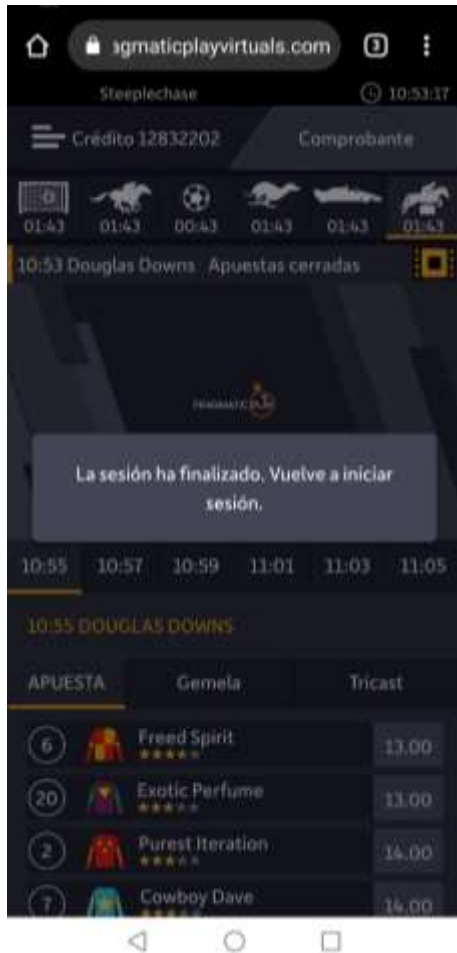 agmaticplayvirtuals.com 3
Steeplechase 10:53:17
Crédito 12832202 Comprobante
01:43 01:43 00:43 01:43 01:43 01:43
10:53 Douglas Downs Apuestas cerradas
PRAGMATIC PLAY
La sesión ha finalizado. Vuelve a iniciar
sesión.
10:55 10:57 10:59 11:01 11:03 11:05
10:55 DOUGLAS DOWNS
APUESTA Gemela Tricast
6 Freed Spirit 13.00
20 Exotic Perfume 13.00
2 Purest Iteration 14.00
7 Cowboy Dave 14.00